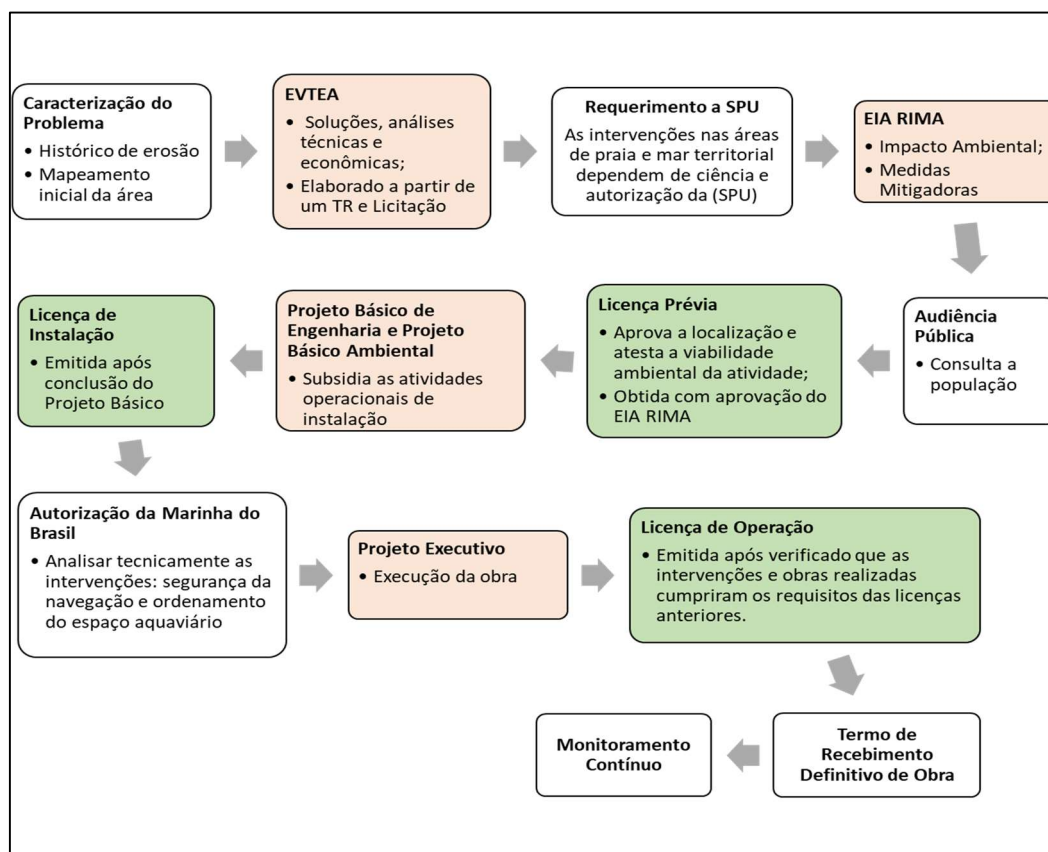 Caracterização do
Problema
• Histórico de erosão
• Mapeamento
inicial da área
EVTEA
• Soluções, análises
técnicas e
econômicas;
• Elaborado a partir de
um TR e Licitação
Requerimento a SPU
As intervenções nas áreas
de praia e mar territorial
dependem de ciência e
autorização da (SPU)
EIA RIMA
• Impacto Ambiental;
• Medidas
Mitigadoras
Audiência
Pública
• Consulta a
população
Licença Prévia
• Aprova a localização e
atesta a viabilidade
ambiental da atividade;
• Obtida com aprovação do
EIA RIMA
Projeto Básico de
Engenharia e Projeto
Básico Ambiental
• Subsidia as atividades
operacionais de
instalação
Licença de
Instalação
• Emitida após
conclusão do
Projeto Básico
Autorização da Marinha do
Brasil
• Analisar tecnicamente as
intervenções: segurança da
navegação e ordenamento
do espaço aquaviário
Projeto Executivo
• Execução da obra
Licença de Operação
• Emitida após verificado que as
intervenções e obras realizadas
cumpriram os requisitos das licenças
anteriores.
Termo de
Recebimento
Definitivo de Obra
Monitoramento
Contínuo